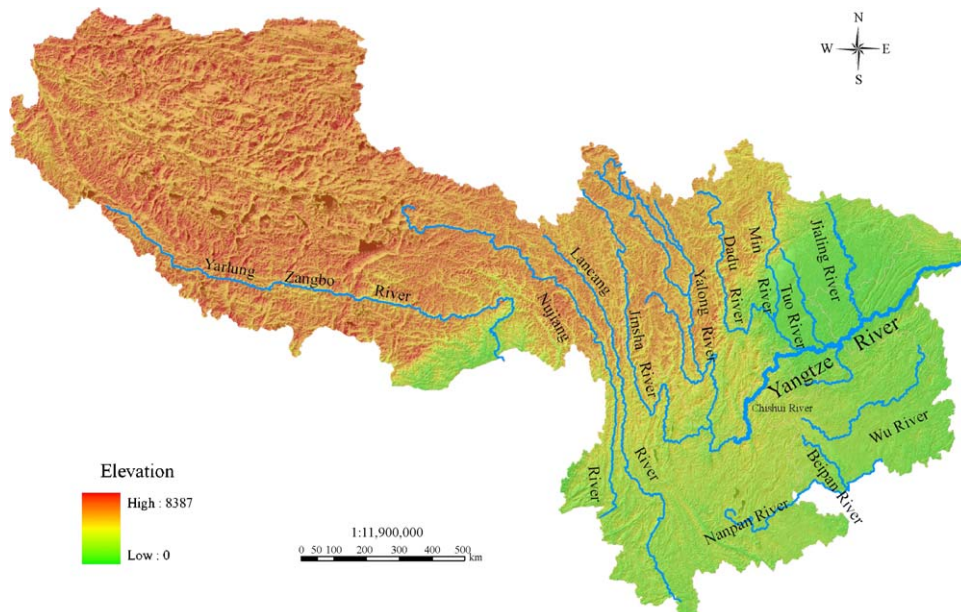 N
W E
S
Yarlung Zangbo River
Nujiang River
Lancang River
Jinsha River
Yalong River
Dadu River
Min River
Tuo River
Jialing River
Yangtze River
Chishui River
Wu River
Beipan River
Nanpan River
Elevation
High : 8387
Low : 0
1:11,900,000
0 50 100 200 300 400 500
km